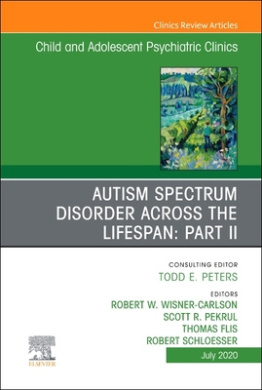 Clinics Review Articles
Child and Adolescent Psychiatric Clinics
AUTISM SPECTRUM
DISORDER ACROSS THE
LIFESPAN: PART II
CONSULTING EDITOR
TODD E. PETERS
EDITORS
ROBERT W. WISNER-CARLSON
SCOTT R. PEKRUL
THOMAS FLIS
ROBERT SCHLOESSER
July 2020
ELSEVIER